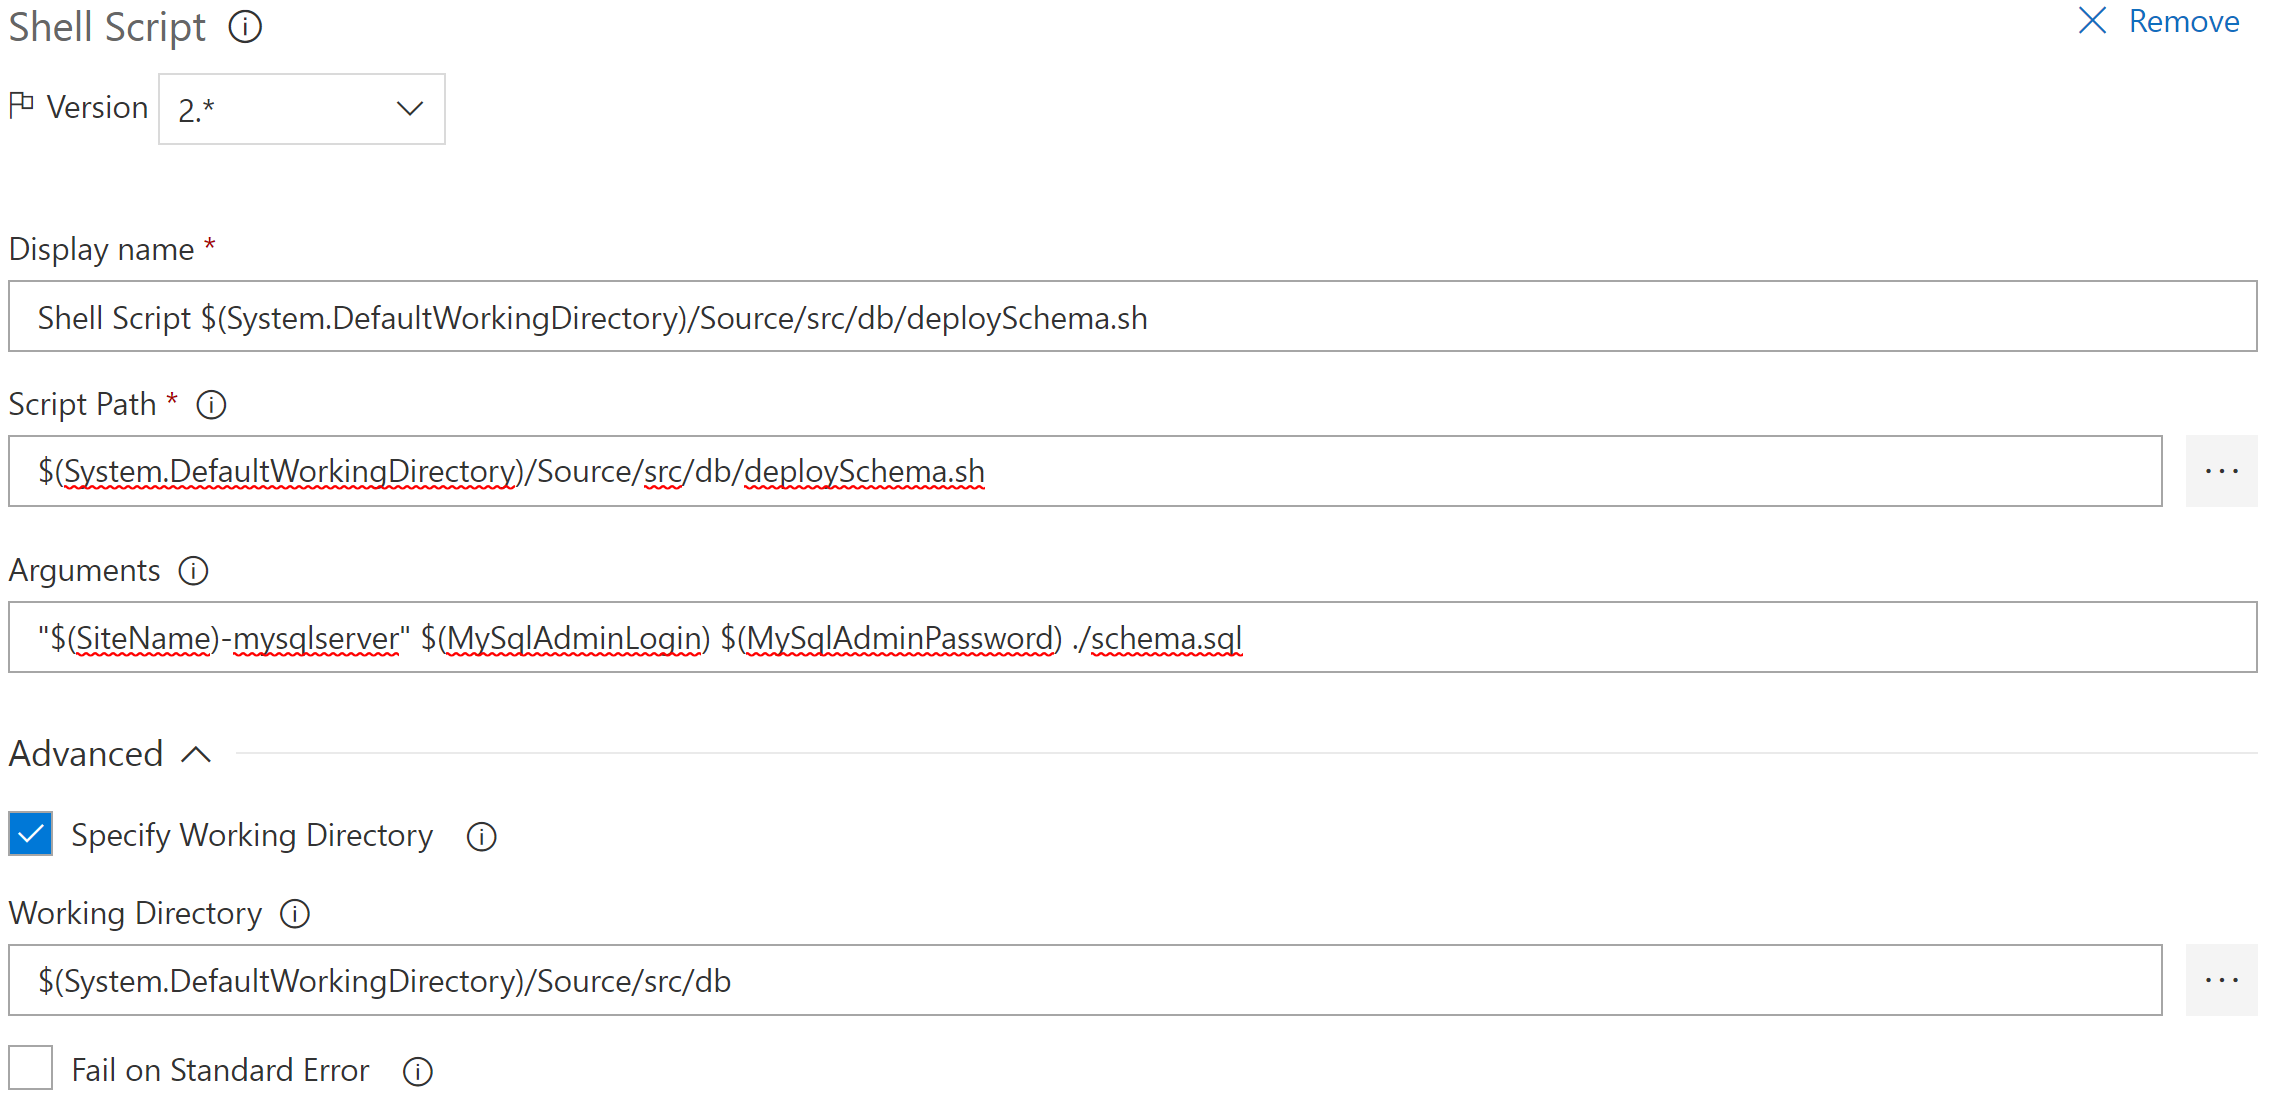 Shell Script
Remove
Version 2.*
Display name *
Shell Script $(System.DefaultWorkingDirectory)/Source/src/db/deploySchema.sh
Script Path *
$(System.DefaultWorkingDirectory)/Source/src/db/deploySchema.sh
Arguments
"$(SiteName)-mysqlserver" $(MySqlAdminLogin) $(MySqlAdminPassword) ./schema.sql
Advanced
Specify Working Directory
Working Directory
$(System.DefaultWorkingDirectory)/Source/src/db
Fail on Standard Error